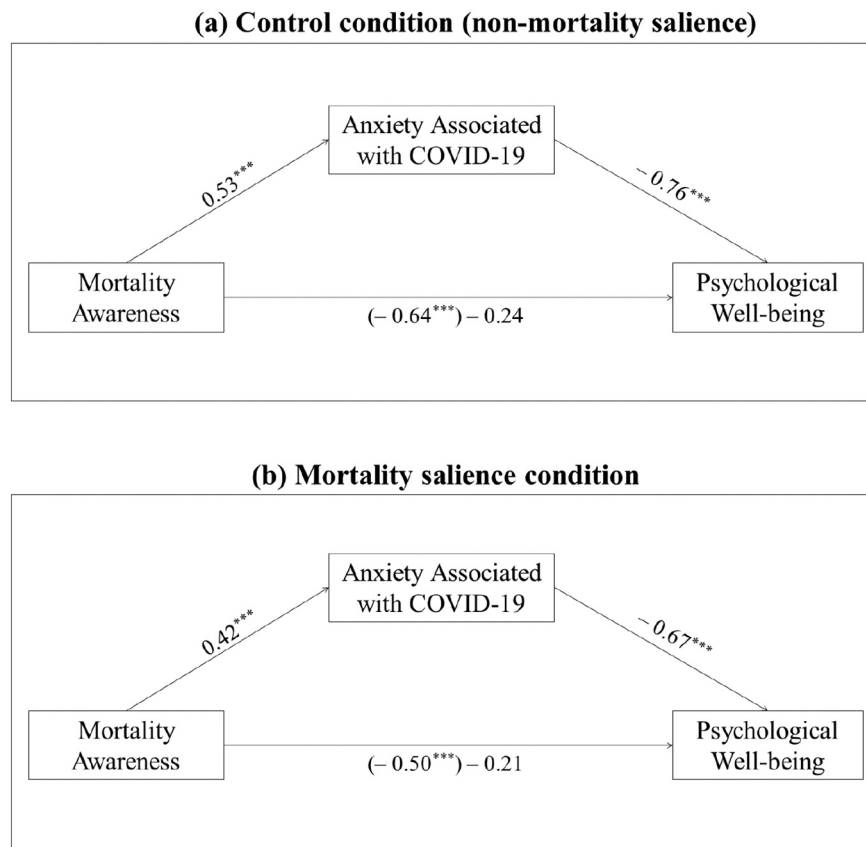 (a) Control condition (non-mortality salience)
Anxiety Associated
with COVID-19
0.53***
– 0.76***
Mortality
Awareness
Psychological
Well-being
(– 0.64***) – 0.24
(b) Mortality salience condition
Anxiety Associated
with COVID-19
0.42***
– 0.67***
Mortality
Awareness
Psychological
Well-being
(– 0.50***) – 0.21